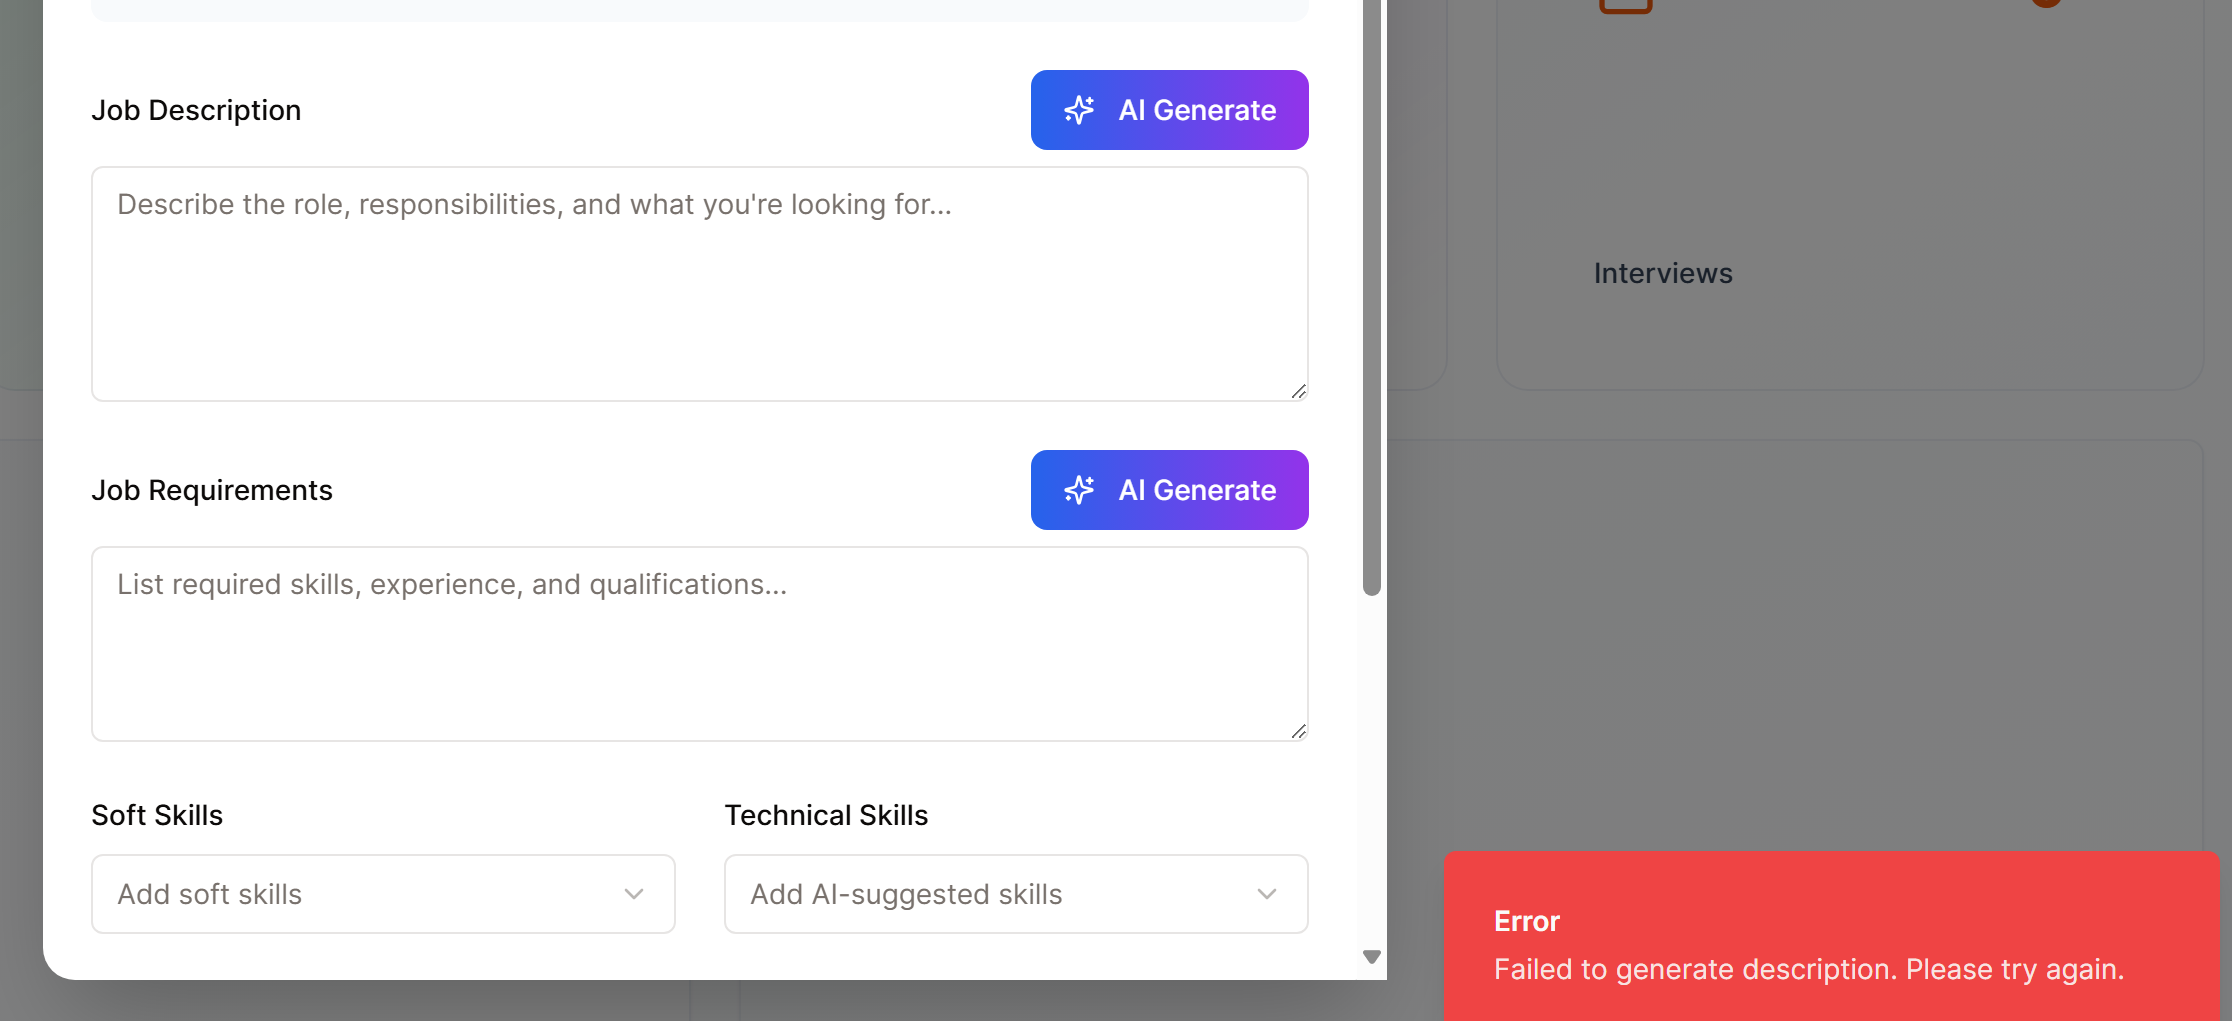 Job Description
AI Generate
Describe the role, responsibilities, and what you're looking for...
Job Requirements
AI Generate
List required skills, experience, and qualifications...
Soft Skills
Technical Skills
Add soft skills
Add AI-suggested skills
Interviews
Error
Failed to generate description. Please try again.